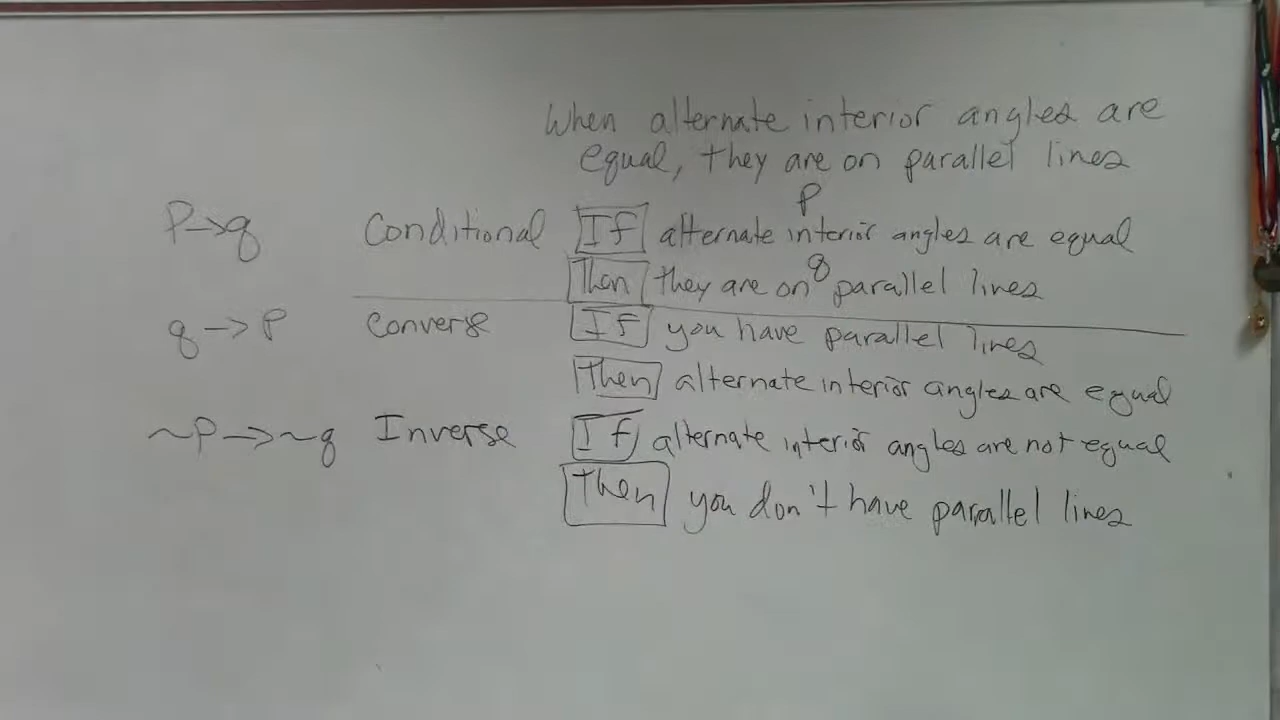 When alternate interior angles are
equal, they are on parallel lines
P
P→q Conditional If alternate interior angles are equal
q
Then they are on parallel lines
q→P Converse If you have parallel lines
Then alternate interior angles are equal
~P→~q Inverse If alternate interior angles are not equal
Then you don't have parallel lines